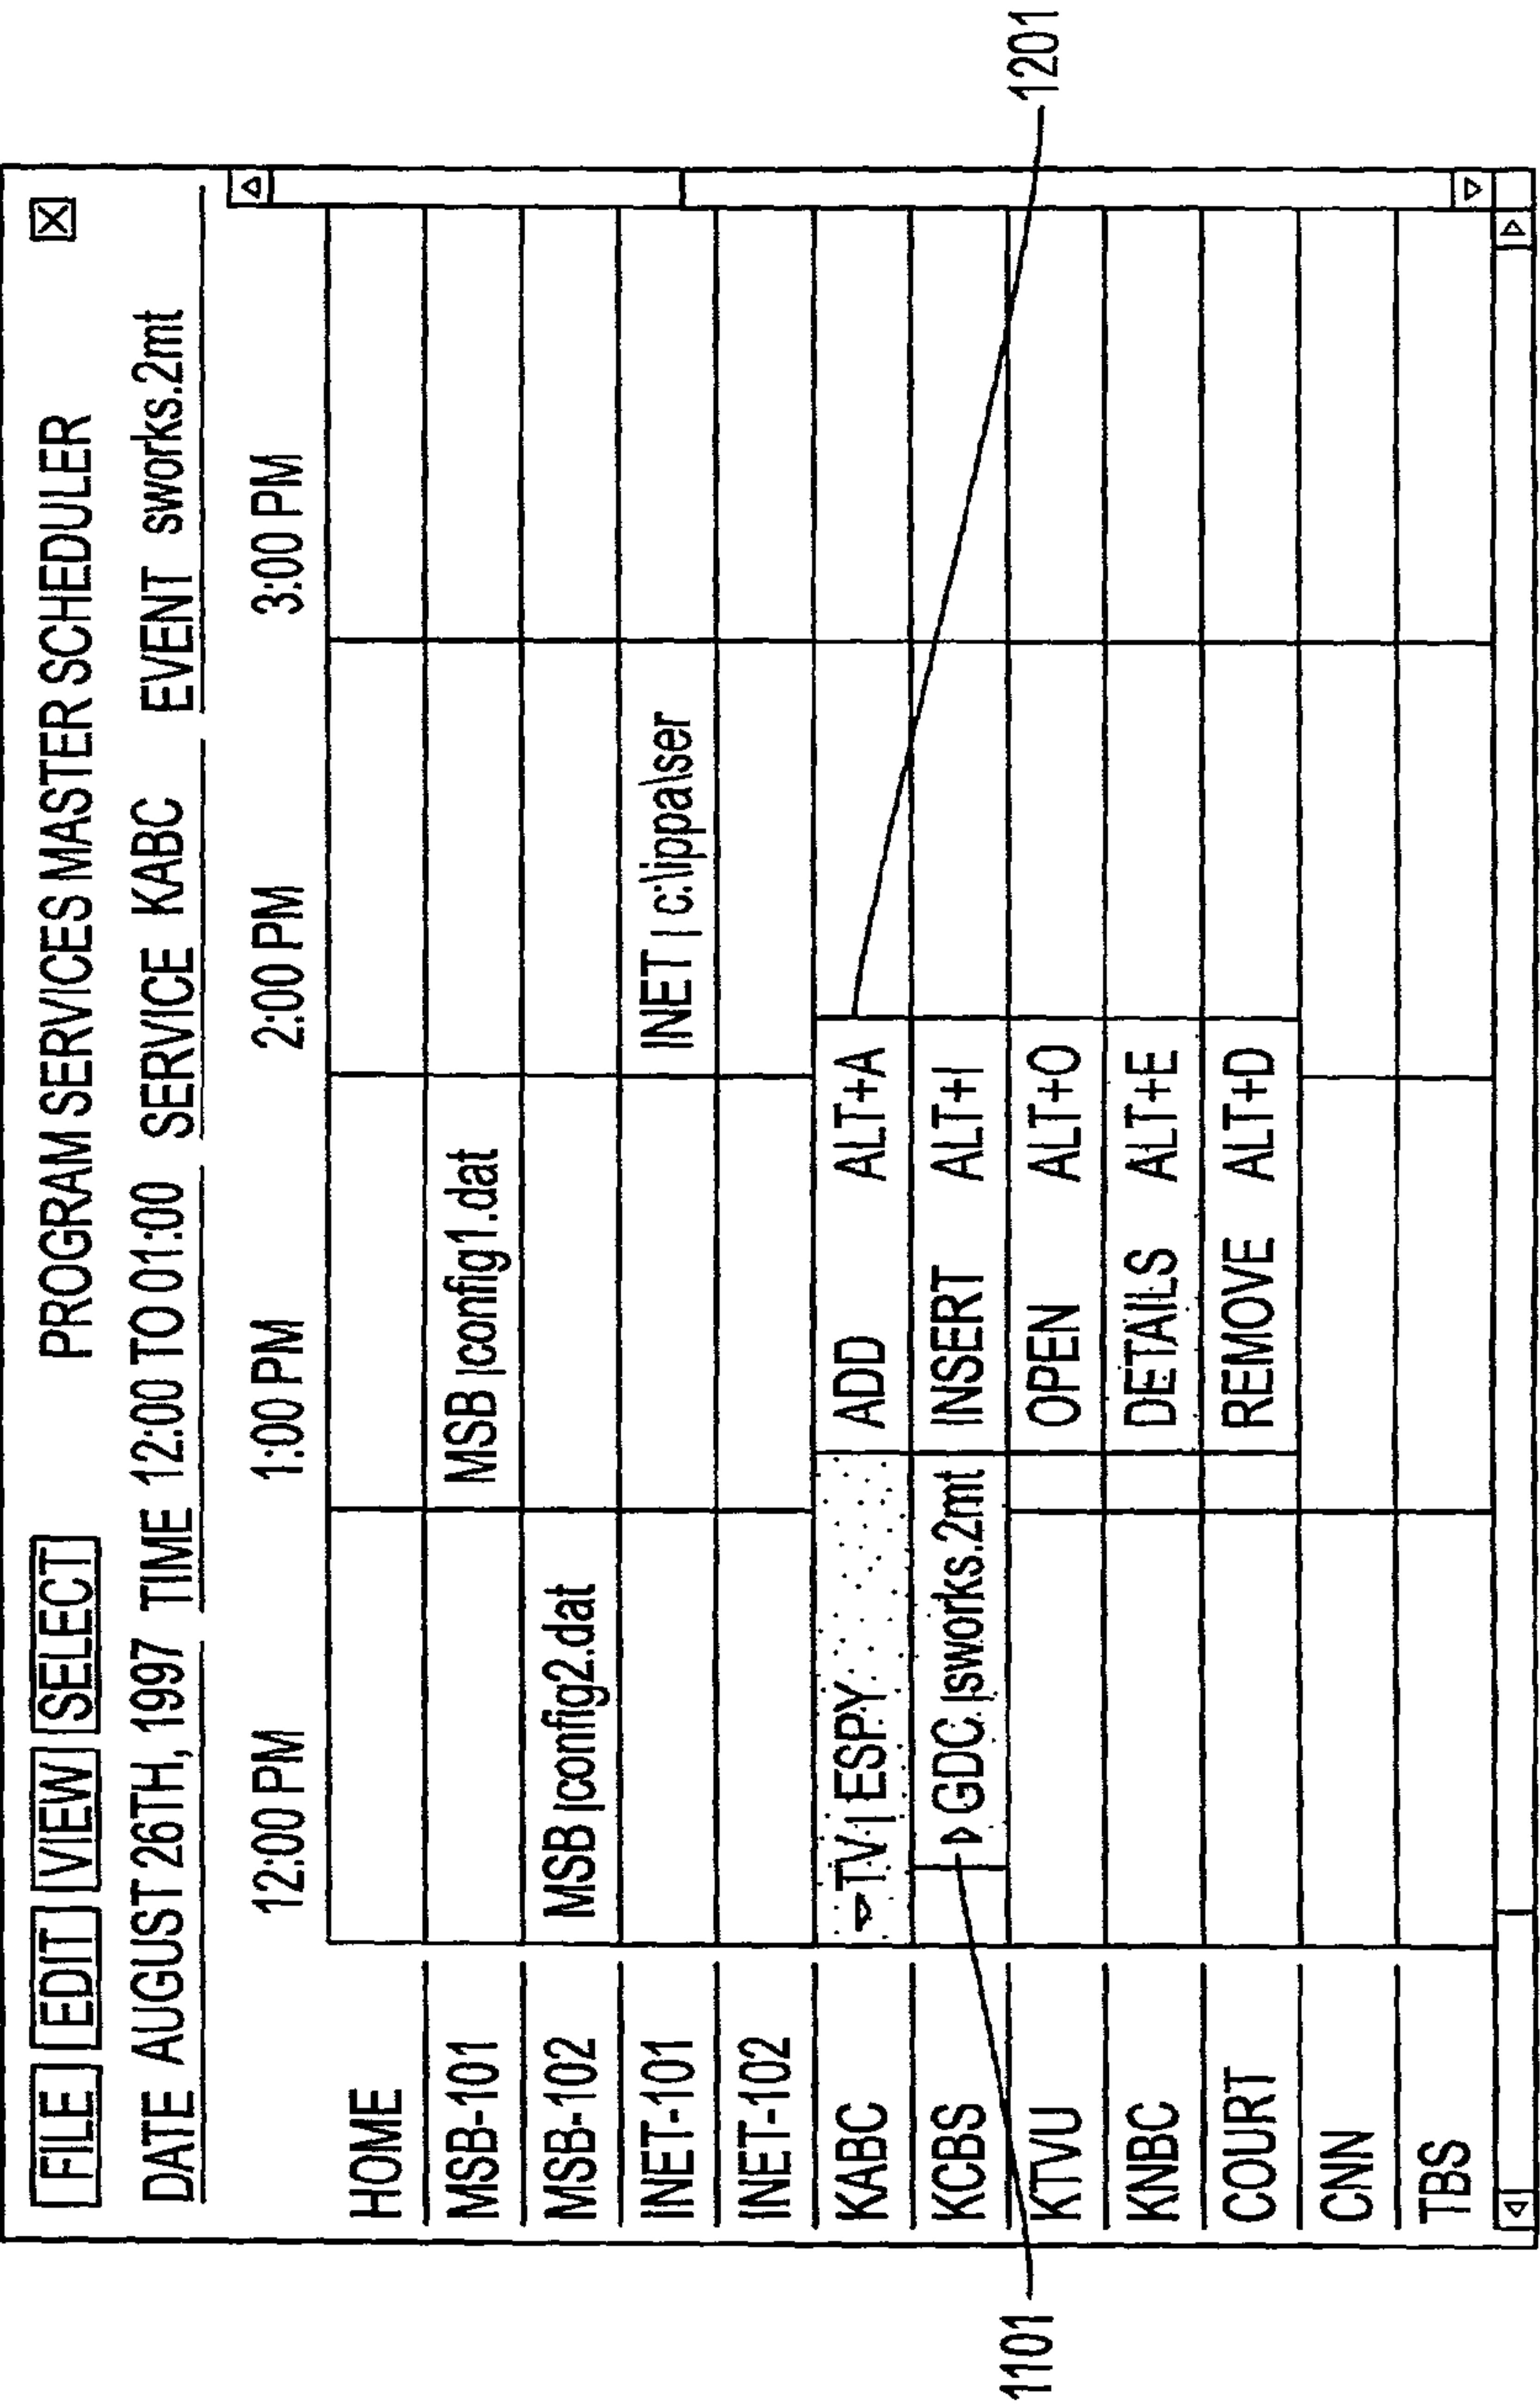 FILE EDIT VIEW SELECT PROGRAM SERVICES MASTER SCHEDULER X
DATE AUGUST 26TH, 1997 TIME 12:00 TO 01:00 SERVICE KABC EVENT sworks.2mt
12:00 PM 1:00 PM 2:00 PM 3:00 PM
HOME
MSB-101 MSB | config1.dat
MSB-102 MSB | config2.dat
INET-101 INET | c:\ippa\ser
INET-102
KABC TV | ESPY ADD ALT+A
KCBS GDC | sworks.2mt INSERT ALT+I
KTVU OPEN ALT+O
KNBC DETAILS ALT+E
COURT REMOVE ALT+D
CNN
TBS
1101
1201